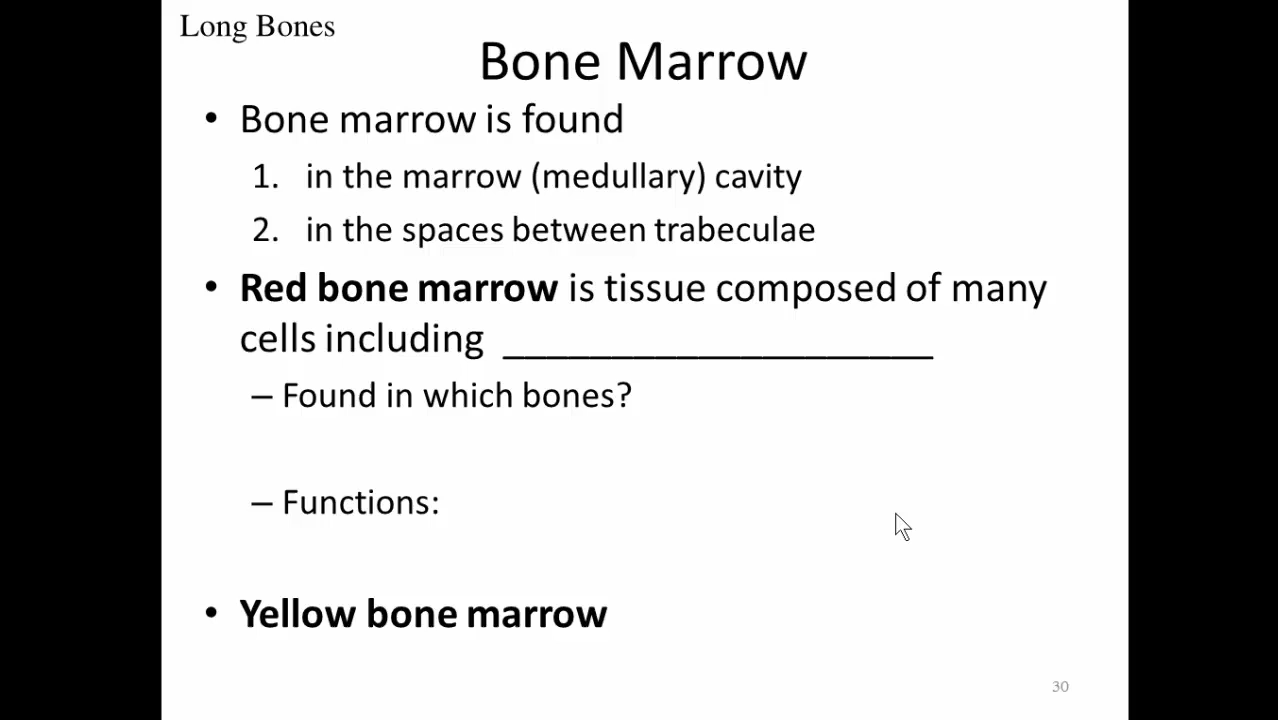 Long Bones
Bone Marrow
• Bone marrow is found
1. in the marrow (medullary) cavity
2. in the spaces between trabeculae
• Red bone marrow is tissue composed of many
cells including ____________________
– Found in which bones?
– Functions:
• Yellow bone marrow
30